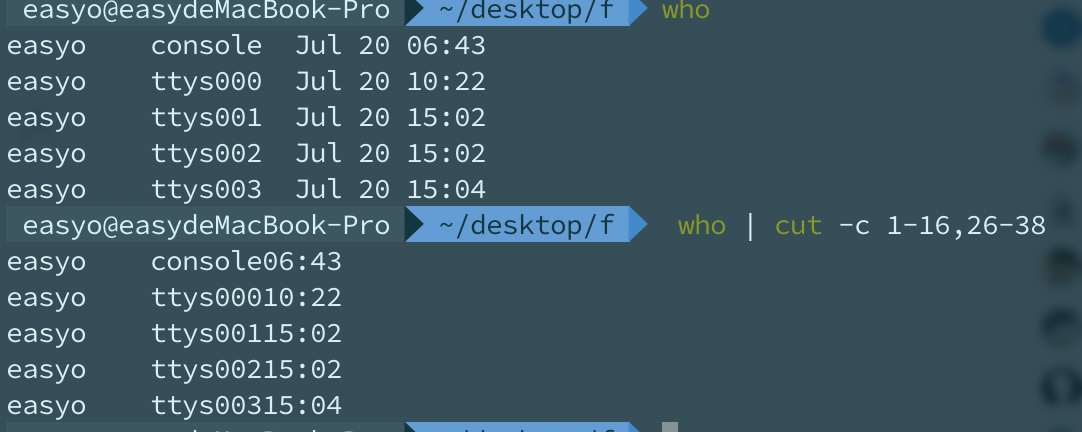 easyo@easydeMacBook-Pro ~/desktop/f who
easyo    console  Jul 20 06:43
easyo    ttys000  Jul 20 10:22
easyo    ttys001  Jul 20 15:02
easyo    ttys002  Jul 20 15:02
easyo    ttys003  Jul 20 15:04
easyo@easydeMacBook-Pro ~/desktop/f  who | cut -c 1-16,26-38
easyo    console06:43
easyo    ttys00010:22
easyo    ttys00115:02
easyo    ttys00215:02
easyo    ttys00315:04